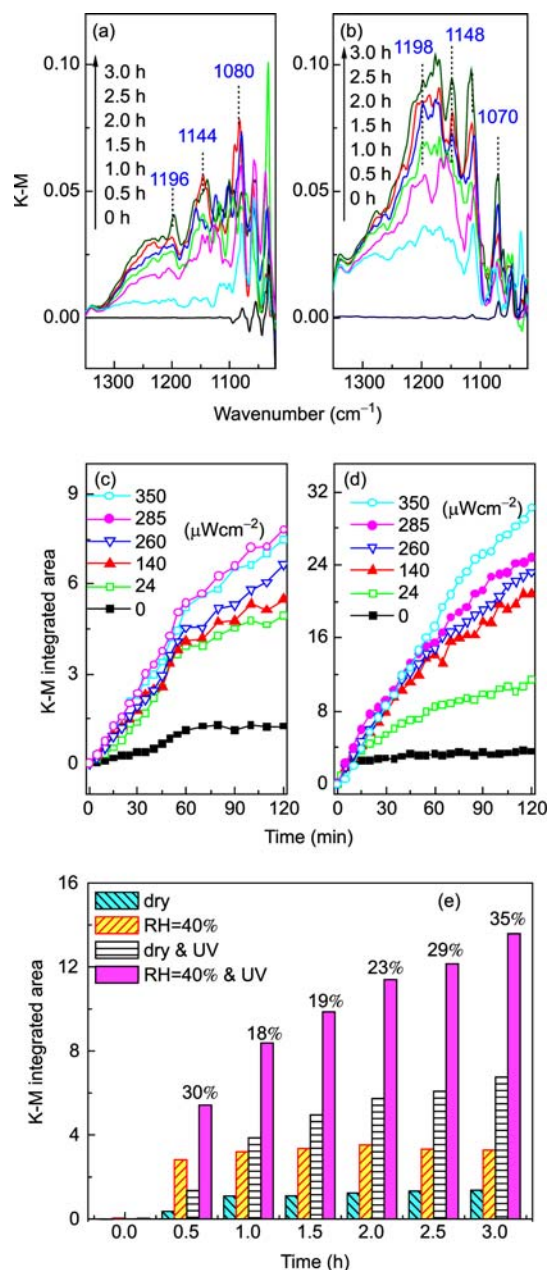 (a)
(b)
0.10
0.05
0.00
K-M
3.0 h
2.5 h
2.0 h
1.5 h
1.0 h
0.5 h
0 h
1196
1144
1080
3.0 h
2.5 h
2.0 h
1.5 h
1.0 h
0.5 h
0 h
1198
1148
1070
1300 1200 1100 1300 1200 1100
Wavenumber (cm⁻¹)
(c)
9
6
3
0
K-M integrated area
350
285
260
140
24
0
(μWcm⁻²)
(d)
32
24
16
8
0
350
285
260
140
24
0
(μWcm⁻²)
0 30 60 90 120 0 30 60 90 120
Time (min)
(e)
16
12
8
4
0
K-M integrated area
dry
RH=40%
dry & UV
RH=40% & UV
30%
18%
19%
23%
29%
35%
0.0 0.5 1.0 1.5 2.0 2.5 3.0
Time (h)